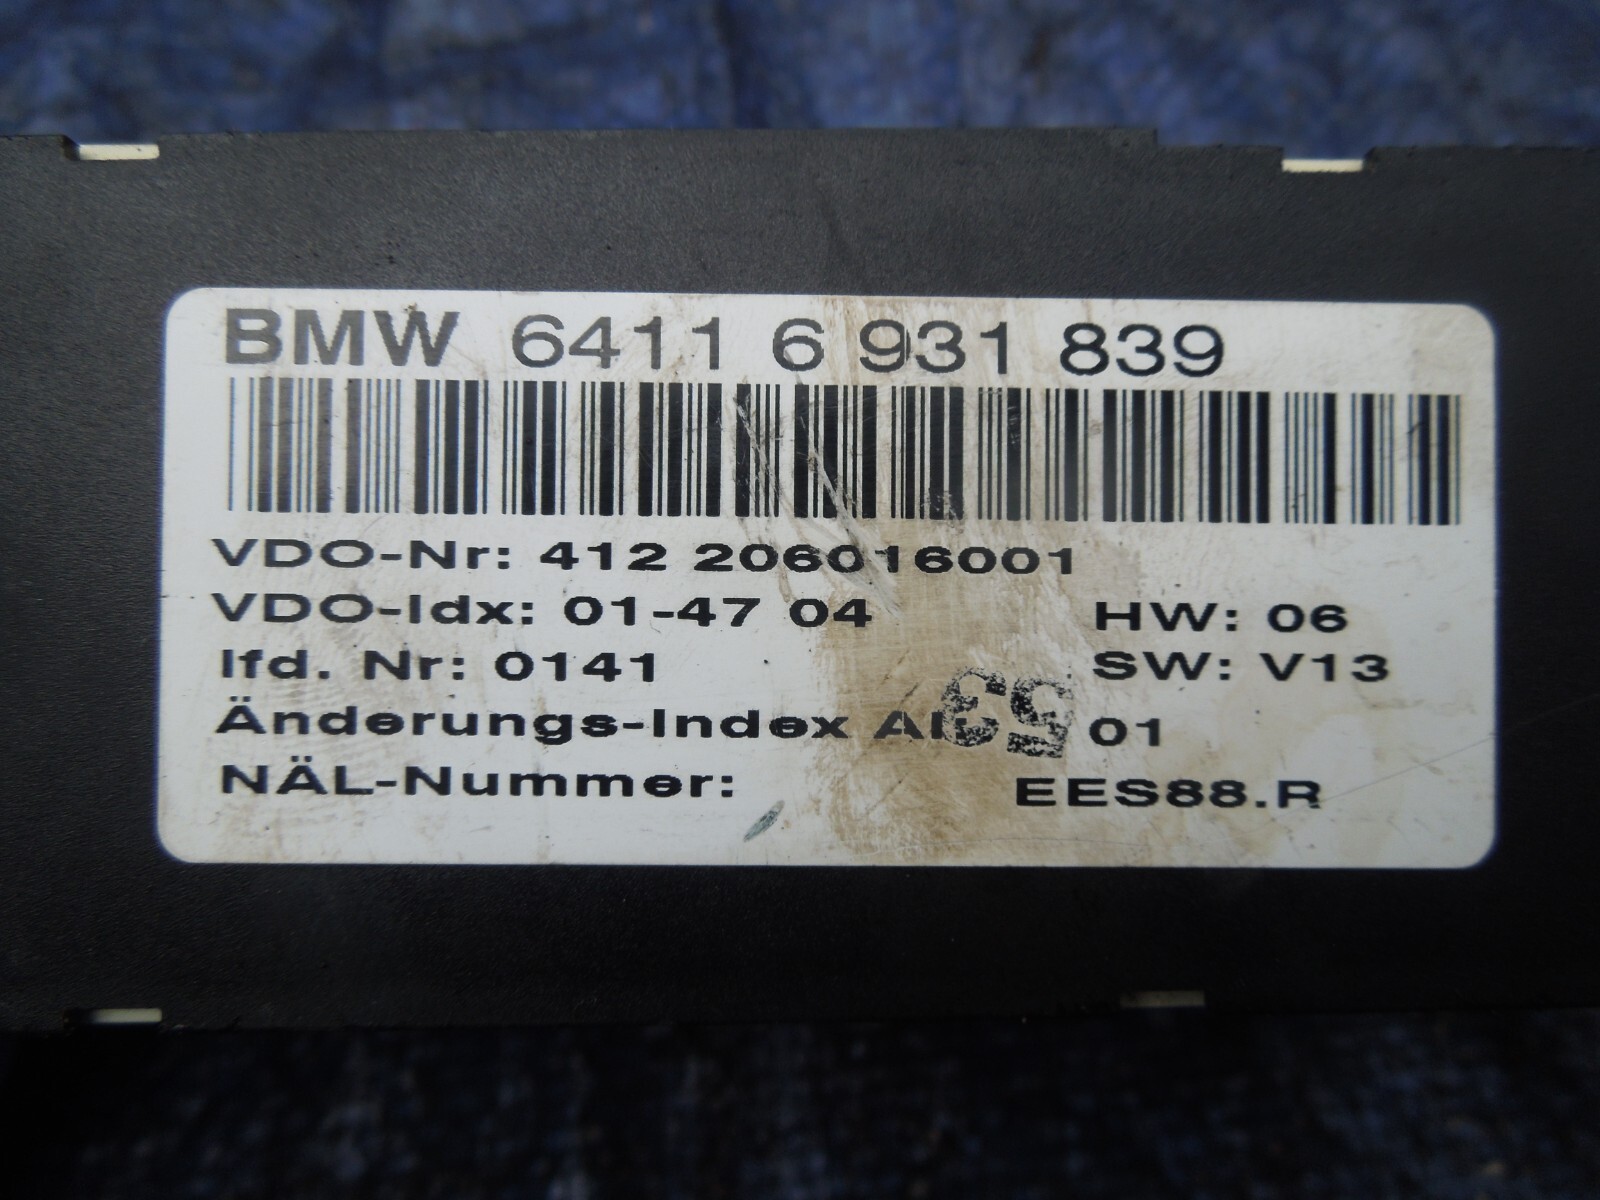 BMW 6411 6 931 839
VDO-Nr: 412 206016001
VDO-Idx: 01-47 04 HW: 06
lfd. Nr: 0141 SW: V13
Änderungs-Index 01
53
NÄL-Nummer: EES88.R